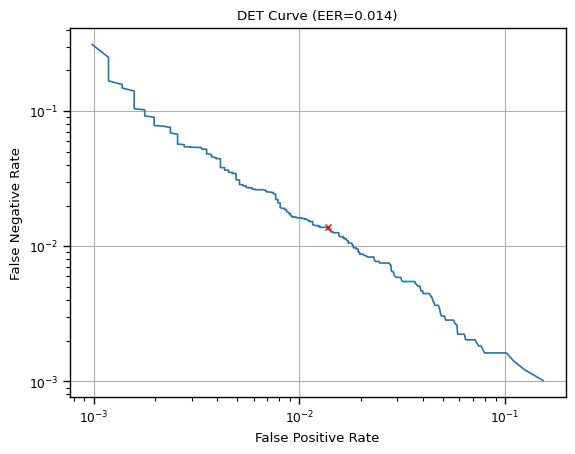 DET Curve (EER=0.014)
10⁻¹
10⁻²
10⁻³
False Negative Rate
10⁻³ 10⁻² 10⁻¹
False Positive Rate